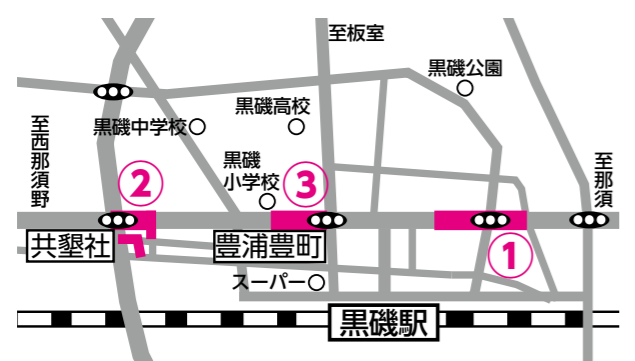 至板室
黒磯公園
黒磯高校
黒磯中学校
至西那須野
黒磯
小学校
至那須
②
③
①
共墾社
豊浦豊町
スーパー
黒磯駅